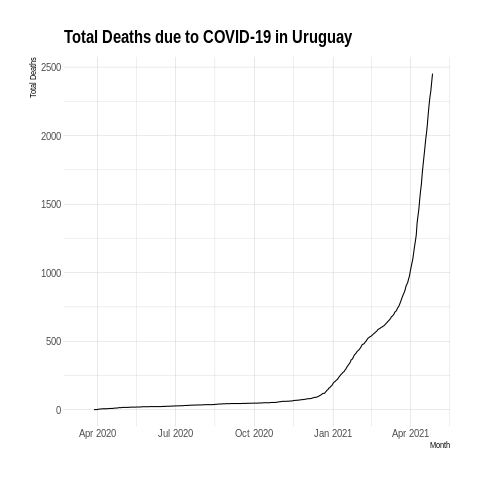 Total Deaths due to COVID-19 in Uruguay
Total Deaths
2500
2000
1500
1000
500
0
Apr 2020 Jul 2020 Oct 2020 Jan 2021 Apr 2021
Month